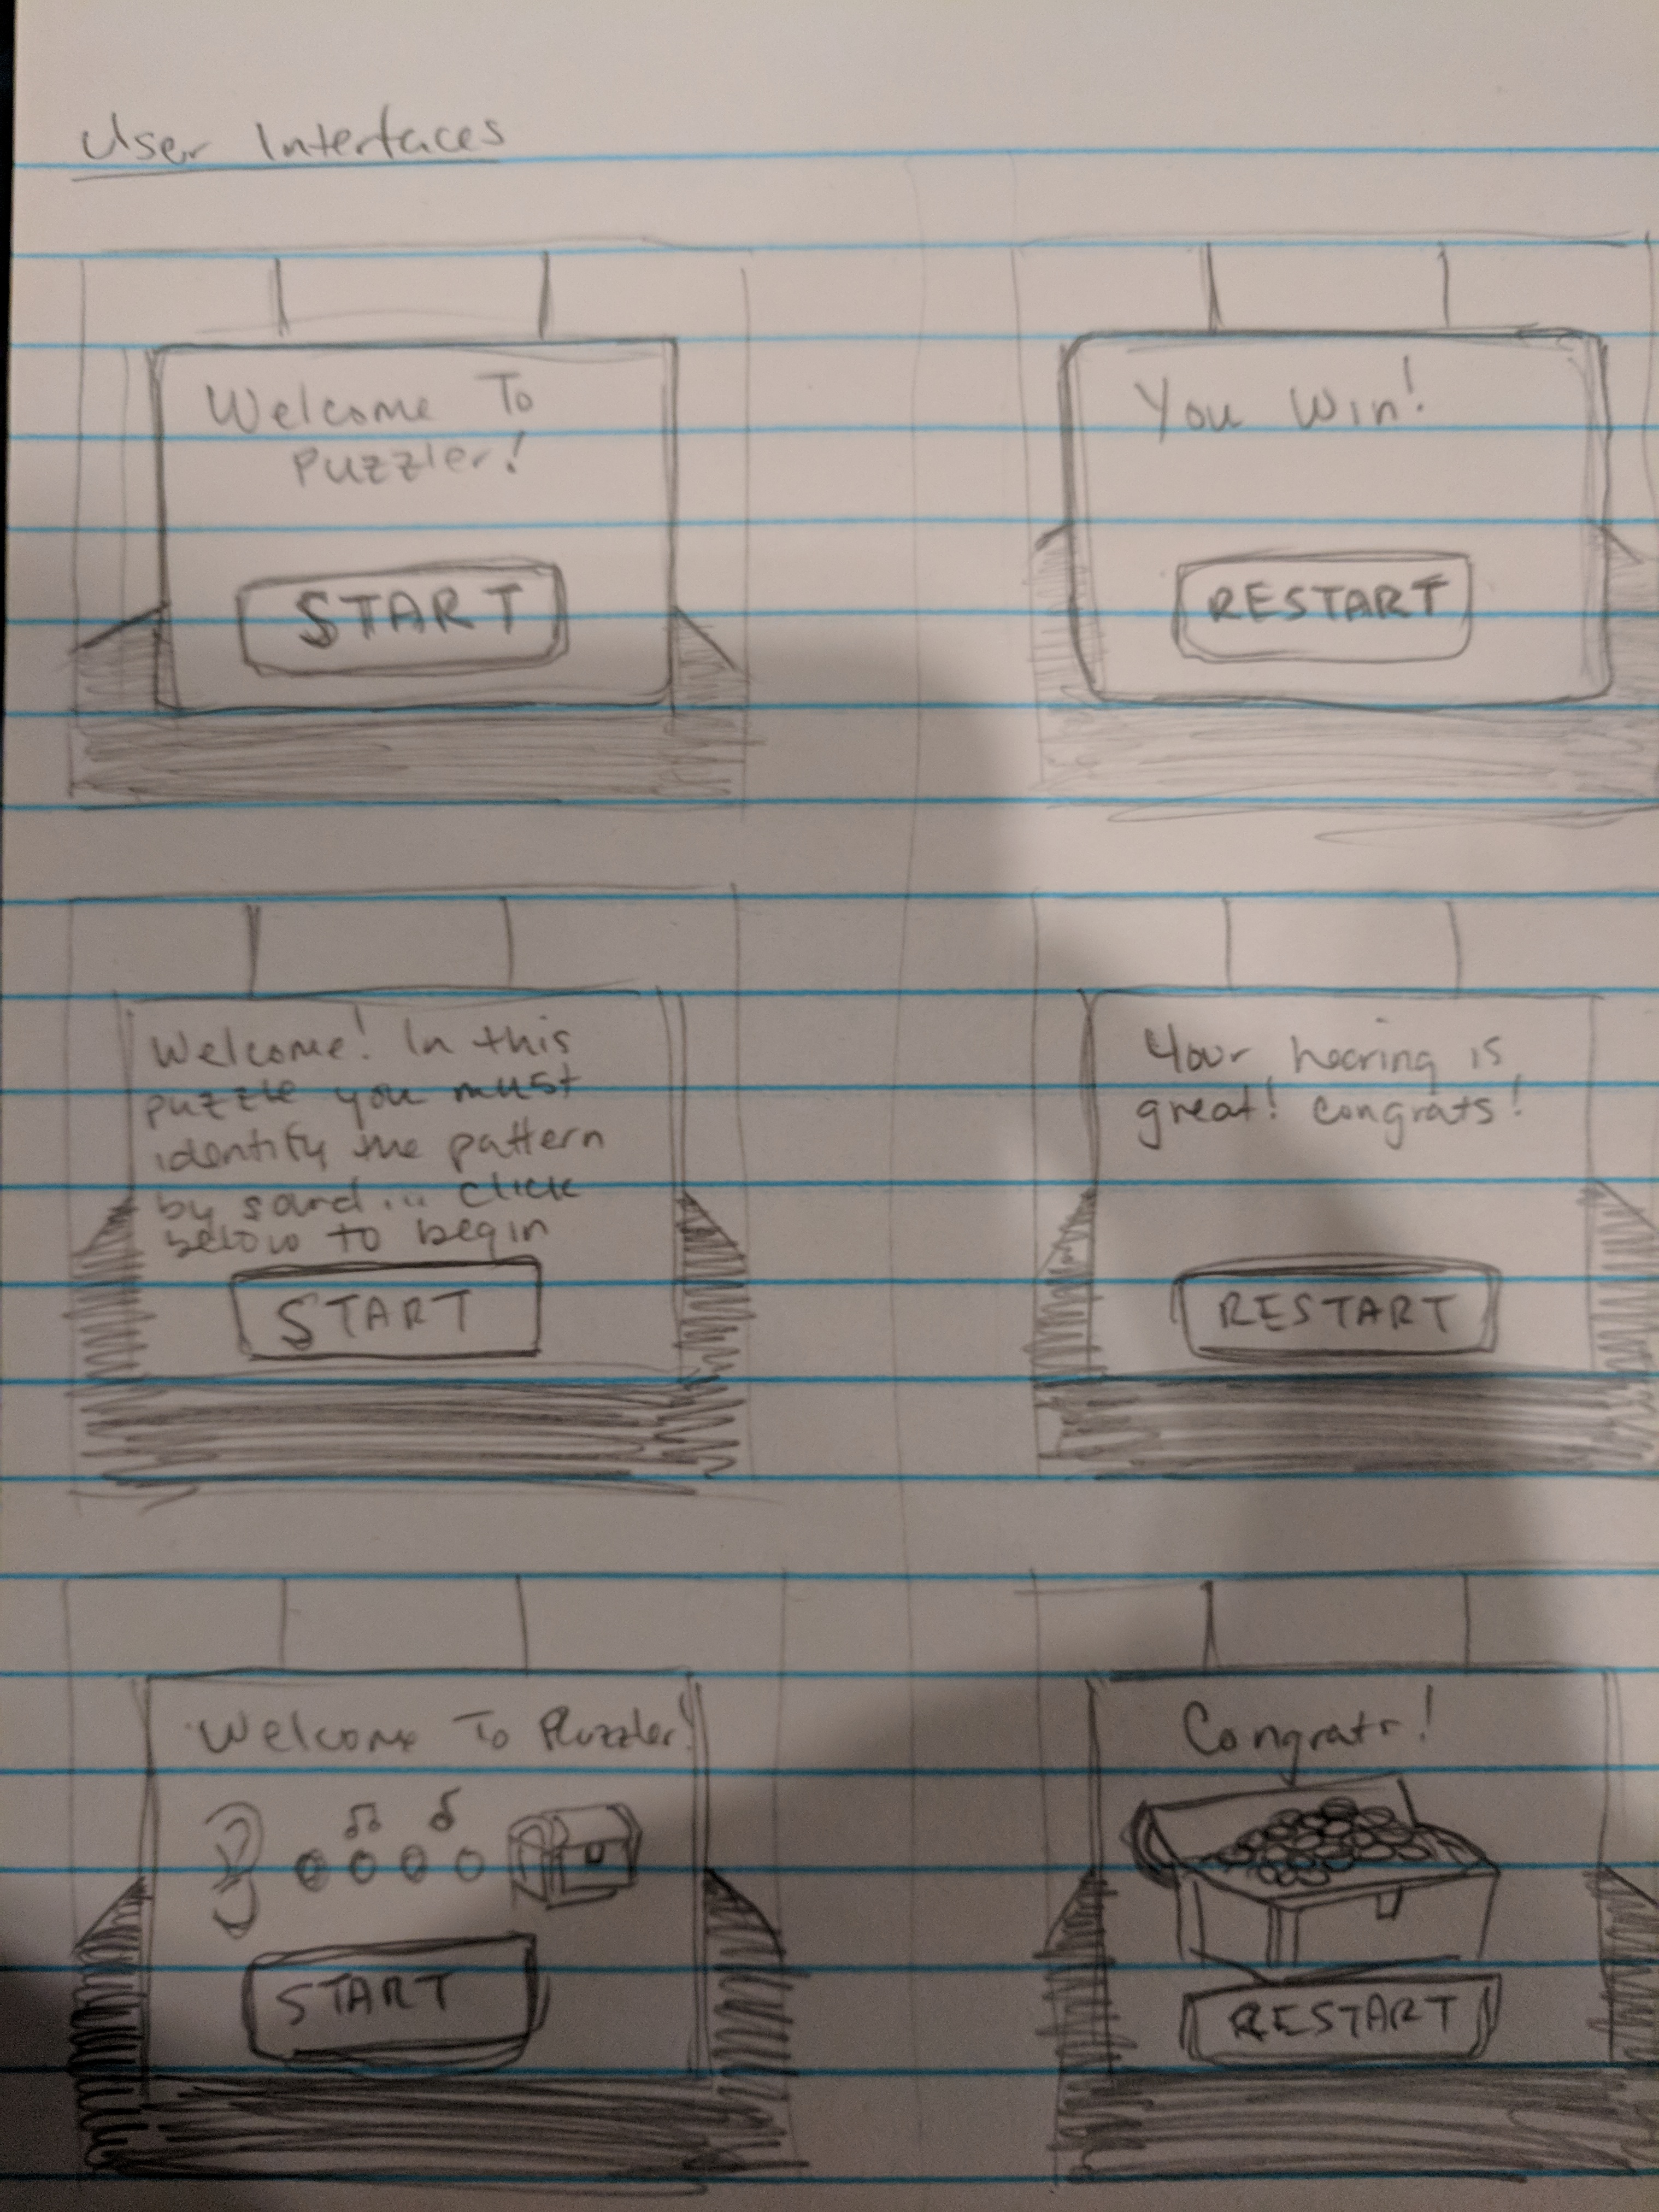 User Interfaces
Welcome To
Puzzler!
START
You Win!
RESTART
Welcome! In this
puzzle you must
identify the pattern
by sound... Click
below to begin
START
Your hearing is
great! congrats!
RESTART
Welcome To Puzzler!
START
Congrats!
RESTART